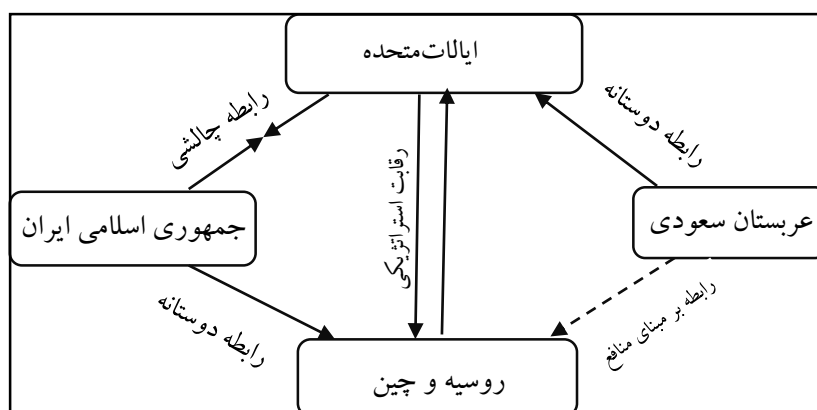 ایالات‌متحده
رابطه دوستانه
رابطه چالشی
رقابت استراتژیکی
عربستان سعودی
جمهوری اسلامی ایران
رابطه بر مبنای منافع
رابطه دوستانه
روسیه و چین